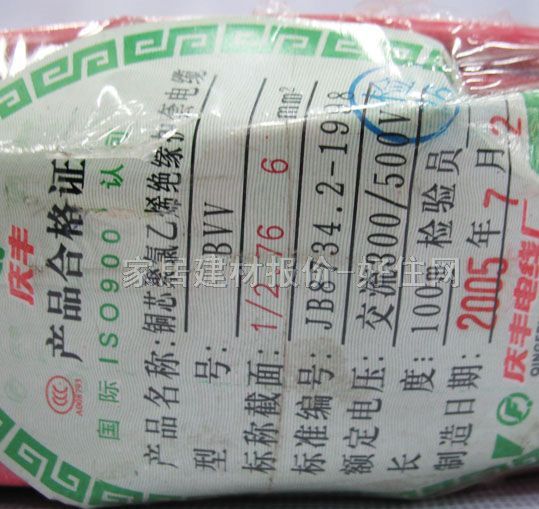 庆丰
产品合格证
国际ISO9001认可
CCC
A008793
产品名称:铜芯聚氯乙烯绝缘
电缆
型 号: BVV
标称截面: 1/2.76 6 mm²
标准编号: JB8734.2-1998
额定电压: 交流300/500V
长 度: 100m 检验员
制造日期: 2005年7月2
庆丰电线厂
家居建材报价-好住网